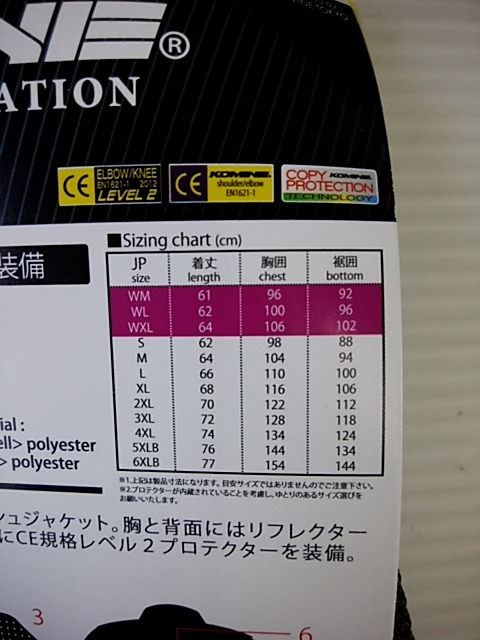 NE®
ATION
CE ELBOW/KNEE EN1621-1 2012 LEVEL 2
CE KOMINE shoulder/elbow EN1621-1
COPY KOMINE PROTECTION TECHNOLOGY
■Sizing chart (cm)
装備
JP size 着丈 length 胸囲 chest 裾囲 bottom
WM 61 96 92
WL 62 100 96
WXL 64 106 102
S 62 98 88
M 64 104 94
L 66 110 100
XL 68 116 106
2XL 70 122 112
3XL 72 128 118
4XL 74 134 124
5XLB 76 144 134
6XLB 77 154 144
ial :
ell> polyester
> polyester
※1.上記は製品寸法になります。目安サイズではありませんのでご注意下さい。
※2.プロテクターが内蔵されていることを考慮し、ゆとりのあるサイズ選びを
お願いいたします。
シュジャケット。胸と背面にはリフレクター
にCE規格レベル２プロテクターを装備。
3
6